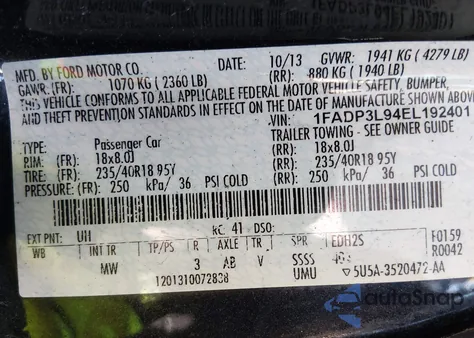 MFD. BY FORD MOTOR CO. DATE: 10/13 GVWR: 1941 KG ( 4279 LB)
GAWR: (FR): 1070 KG ( 2360 LB) (RR): 880 KG ( 1940 LB)
THIS VEHICLE CONFORMS TO ALL APPLICABLE FEDERAL MOTOR VEHICLE SAFETY, BUMPER,
AND THEFT PREVENTION STANDARDS IN EFFECT ON THE DATE OF MANUFACTURE SHOWN ABOVE.
VIN: 1FADP3L94EL192401
TYPE: Passenger Car TRAILER TOWING - SEE OWNER GUIDE
RIM: (FR) 18x8.0J (RR): 18x8.0J
TIRE: (FR) 235/40R18 95Y 235/40R18 95Y
PRESSURE: (FR) 250 kPa/ 36 PSI COLD (RR): 250 kPa/ 36 PSI COLD
EXT PNT: UH RC: 41 DSO: F0159
WB INT TR TP/PS R AXLE TR SPR EDH2S R0042
MW 3 AB V SSSS
1201310072838 UMU 5U5A-3520472-AA
AutoSnap